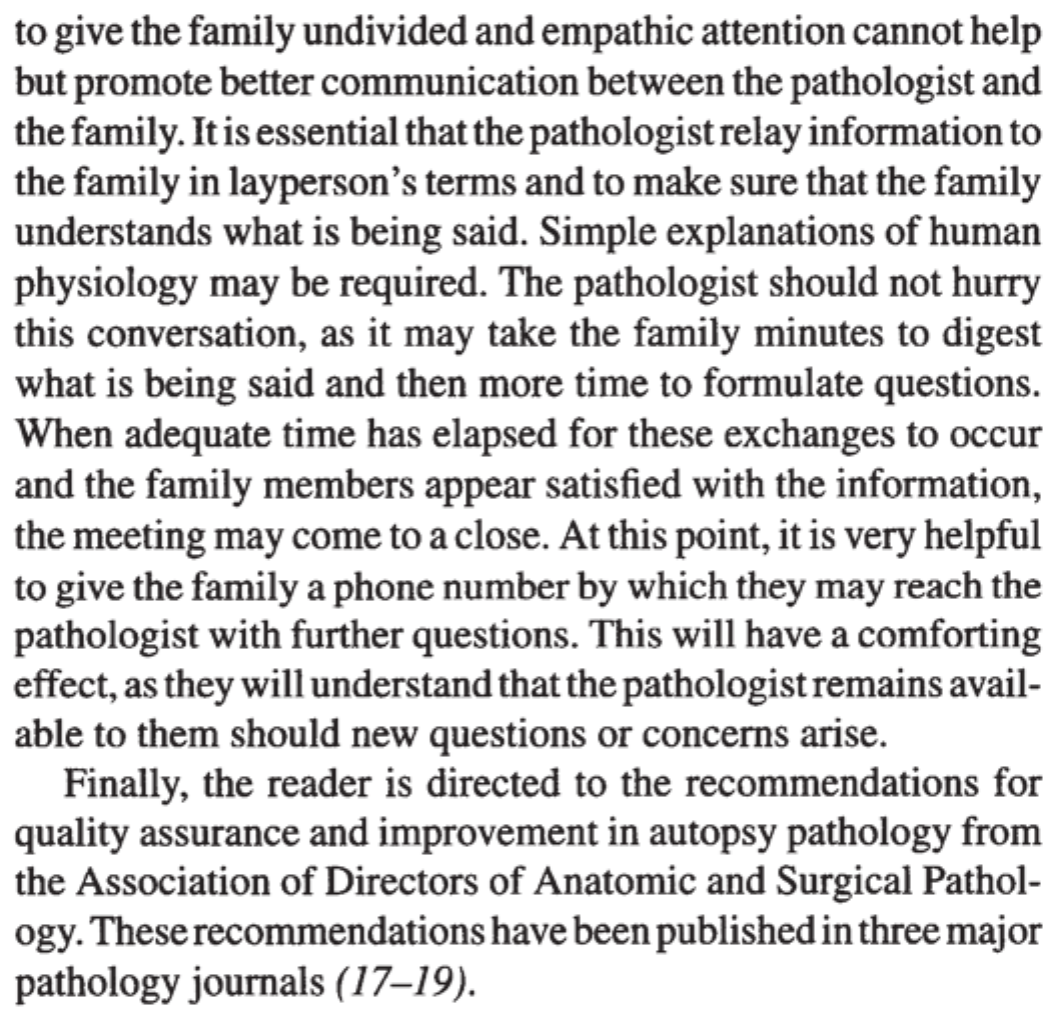 to give the family undivided and empathic attention cannot help
but promote better communication between the pathologist and
the family. It is essential that the pathologist relay information to
the family in layperson's terms and to make sure that the family
understands what is being said. Simple explanations of human
physiology may be required. The pathologist should not hurry
this conversation, as it may take the family minutes to digest
what is being said and then more time to formulate questions.
When adequate time has elapsed for these exchanges to occur
and the family members appear satisfied with the information,
the meeting may come to a close. At this point, it is very helpful
to give the family a phone number by which they may reach the
pathologist with further questions. This will have a comforting
effect, as they will understand that the pathologist remains avail-
able to them should new questions or concerns arise.
Finally, the reader is directed to the recommendations for
quality assurance and improvement in autopsy pathology from
the Association of Directors of Anatomic and Surgical Pathol-
ogy. These recommendations have been published in three major
pathology journals (17–19).